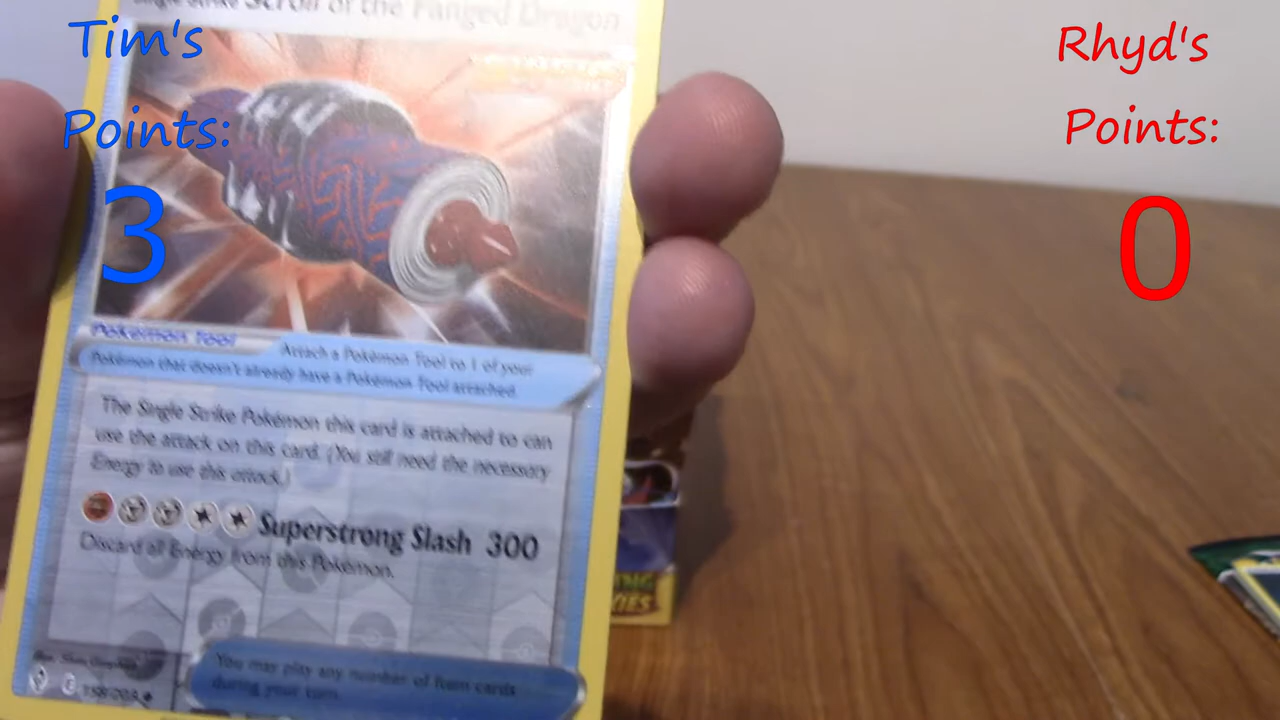 Tim's
Points:
3
Rhyd's
Points:
0
Scroll of the Fanged Dragon
Pokémon Tool
Attach a Pokémon Tool to 1 of your
Pokémon that doesn't already have a Pokémon Tool attached.
The Single Strike Pokémon this card is attached to can
use the attack on this card. (You still need the necessary
Energy to use this attack.)
Superstrong Slash 300
Discard all Energy from this Pokémon.
You may play any number of Item cards
during your turn.